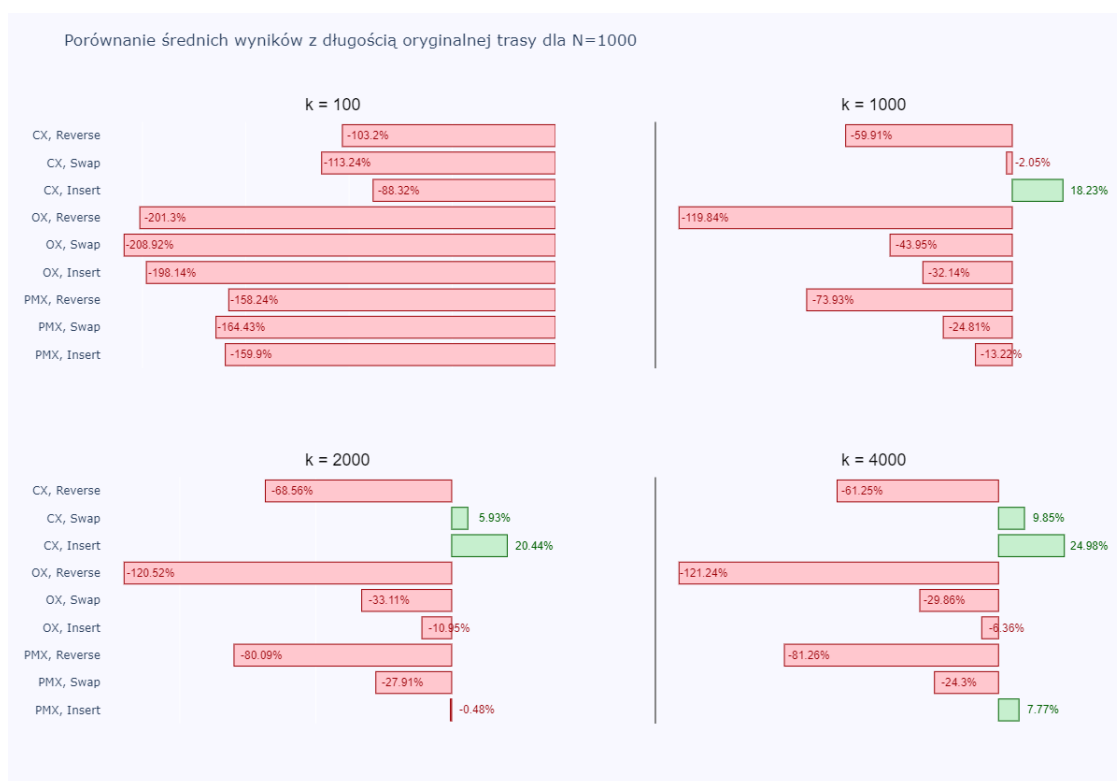 Porównanie średnich wyników z długością oryginalnej trasy dla N=1000
k = 100
CX, Reverse -103.2%
CX, Swap -113.24%
CX, Insert -88.32%
OX, Reverse -201.3%
OX, Swap -208.92%
OX, Insert -198.14%
PMX, Reverse -158.24%
PMX, Swap -164.43%
PMX, Insert -159.9%
k = 1000
-59.91%
-2.05%
18.23%
-119.84%
-43.95%
-32.14%
-73.93%
-24.81%
-13.22%
k = 2000
CX, Reverse -68.56%
CX, Swap 5.93%
CX, Insert 20.44%
OX, Reverse -120.52%
OX, Swap -33.11%
OX, Insert -10.95%
PMX, Reverse -80.09%
PMX, Swap -27.91%
PMX, Insert -0.48%
k = 4000
-61.25%
9.85%
24.98%
-121.24%
-29.86%
-6.36%
-81.26%
-24.3%
7.77%